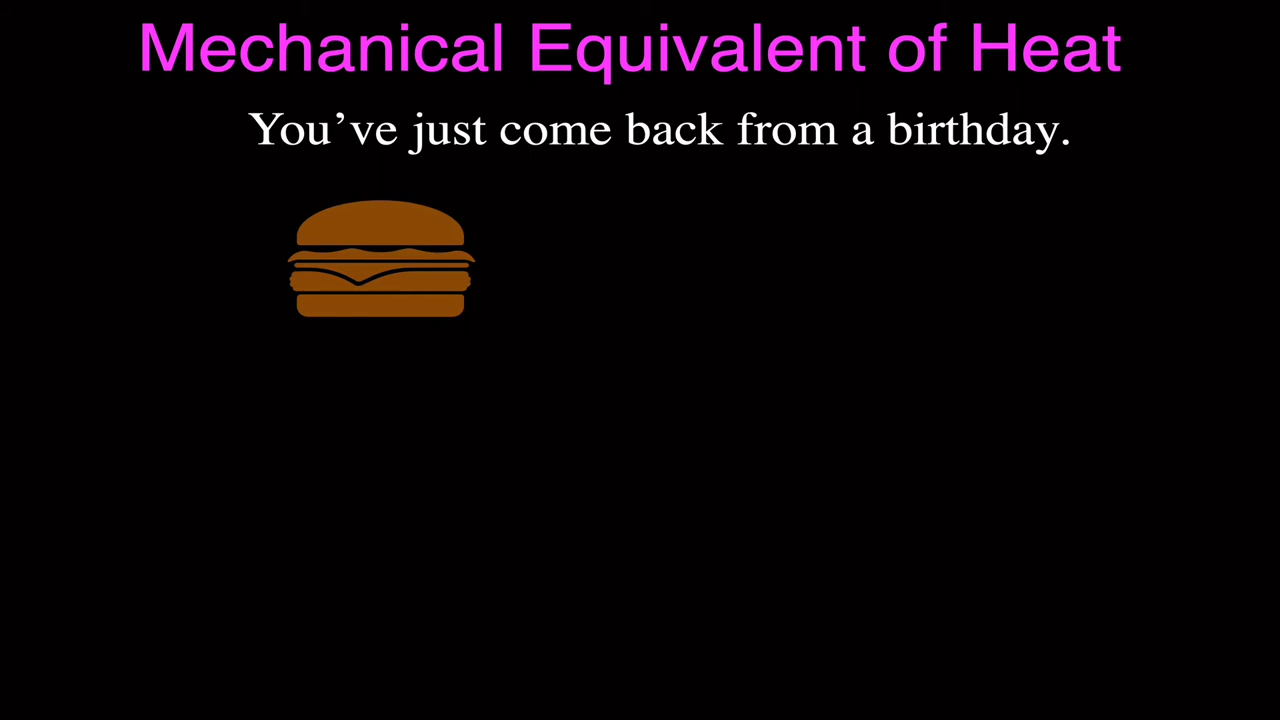 Mechanical Equivalent of Heat
You’ve just come back from a birthday.